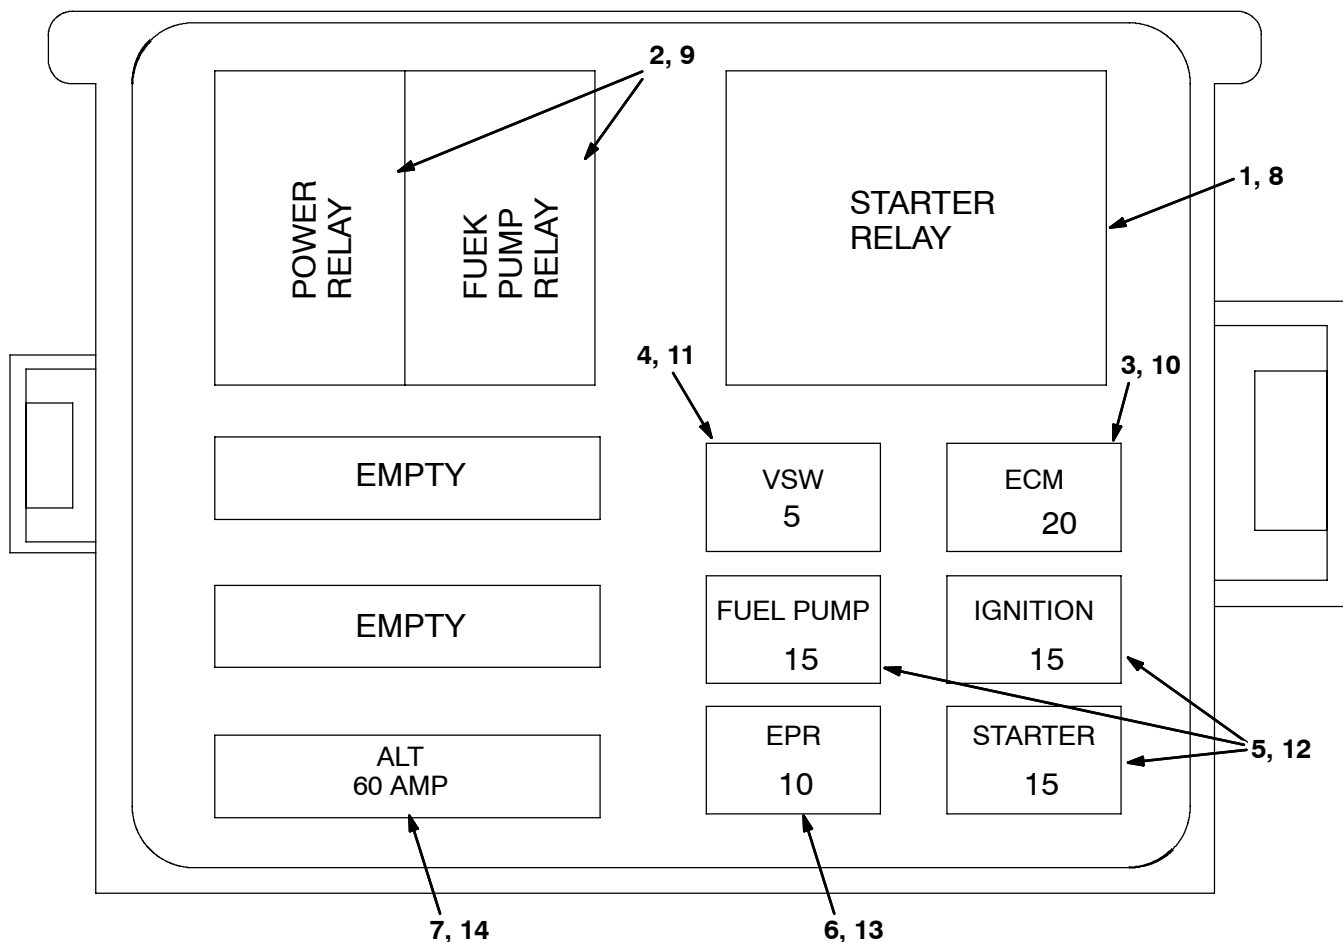 2, 9
POWER
RELAY
FUEK
PUMP
RELAY
STARTER
RELAY
1, 8
4, 11
3, 10
EMPTY
VSW
5
ECM
20
EMPTY
FUEL PUMP
15
IGNITION
15
ALT
60 AMP
EPR
10
STARTER
15
5, 12
7, 14
6, 13